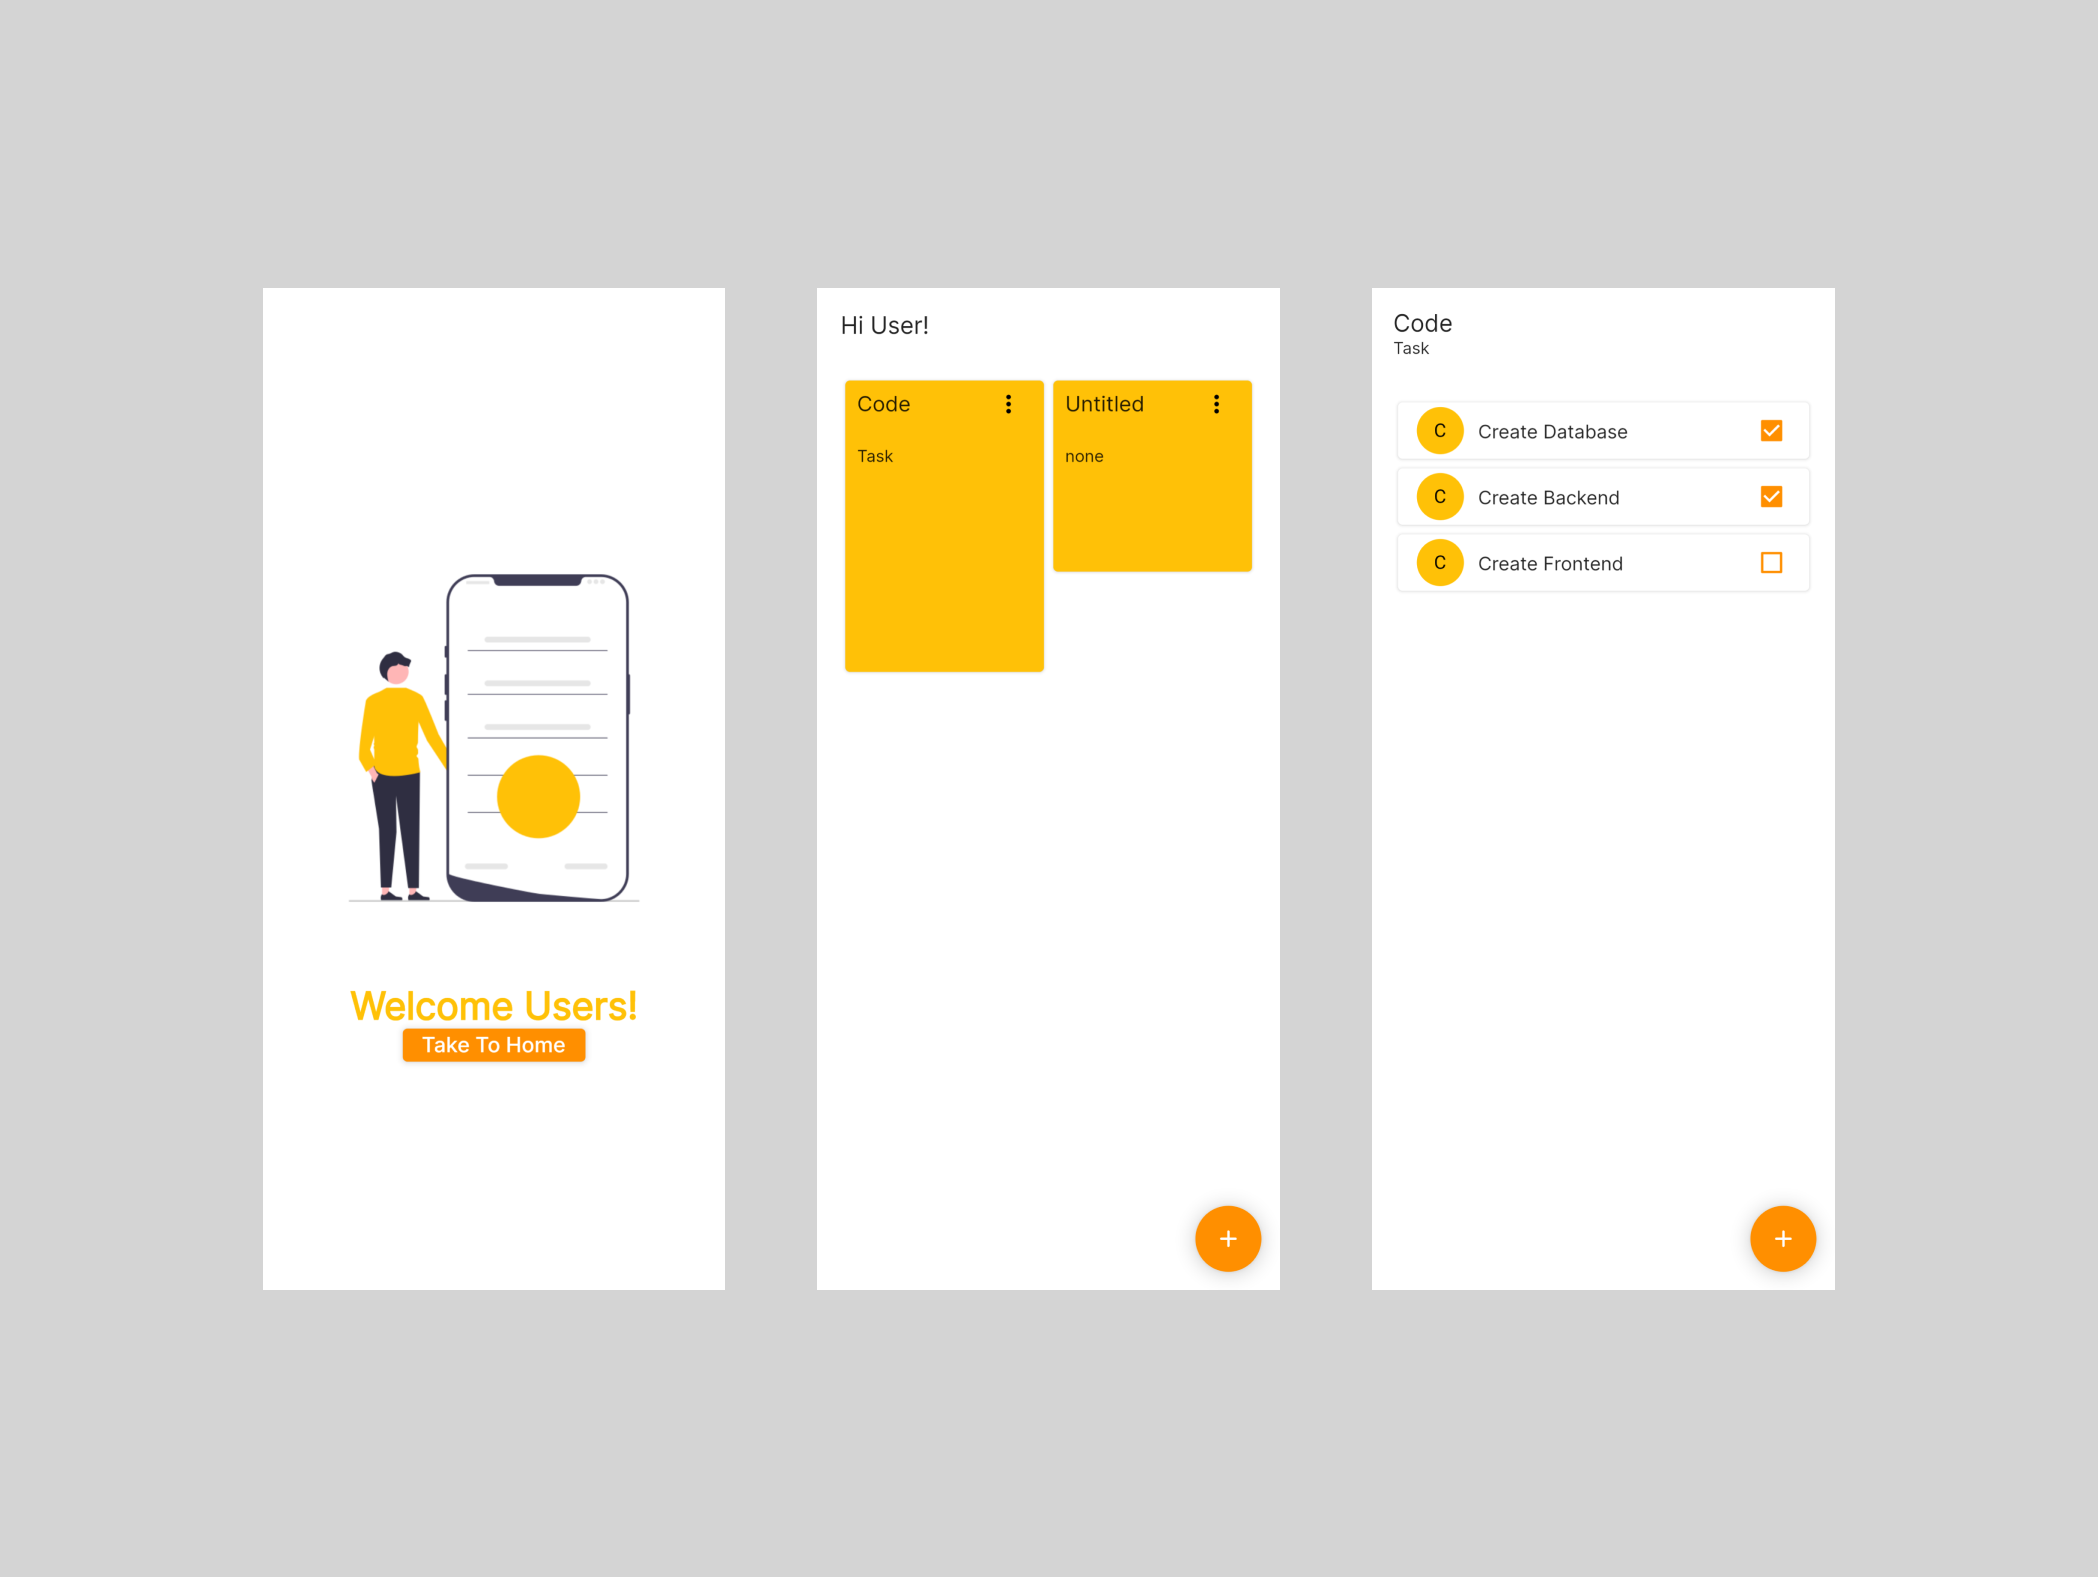 Welcome Users!
Take To Home
Hi User!
Code
Task
Untitled
none
Code
Task
C Create Database
C Create Backend
C Create Frontend